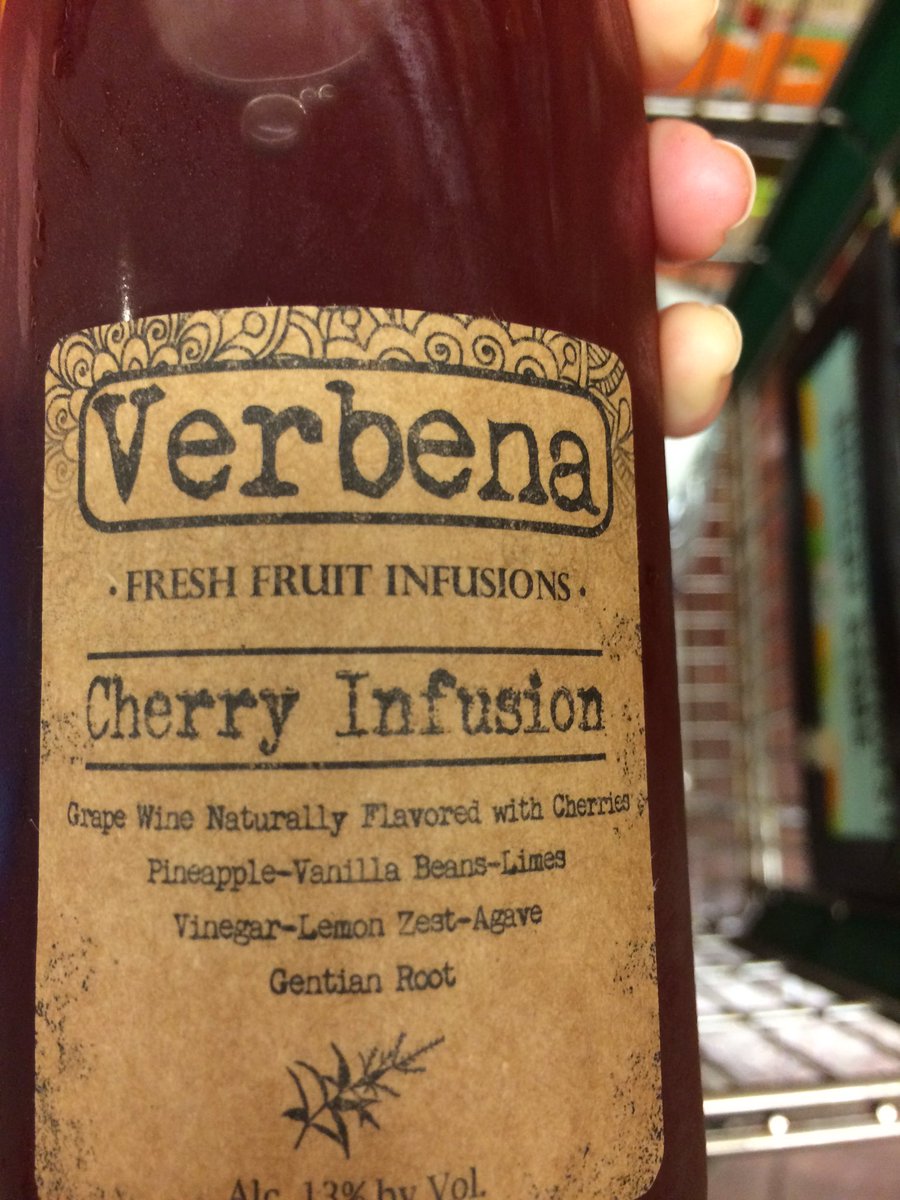 Verbena
·FRESH FRUIT INFUSIONS·
Cherry Infusion
Grape Wine Naturally Flavored with Cherries
Pineapple-Vanilla Beans-Limes
Vinegar-Lemon Zest-Agave
Gentian Root
Alc. 13% by Vol.